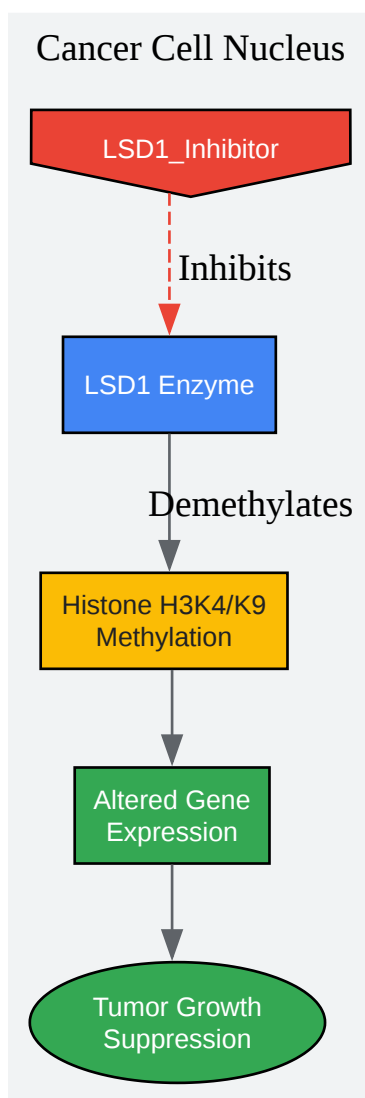 Cancer Cell Nucleus
LSD1_Inhibitor
Inhibits
LSD1 Enzyme
Demethylates
Histone H3K4/K9
Methylation
Altered Gene
Expression
Tumor Growth
Suppression